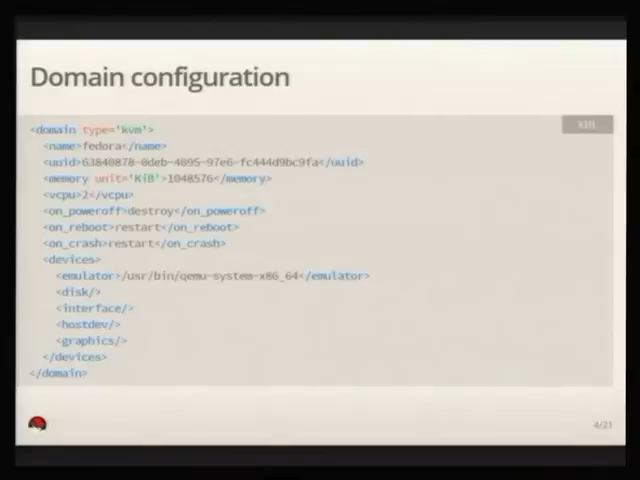 Domain configuration
XML
<domain type='kvm'>
<name>fedora</name>
<uuid>63840878-0deb-4095-97e6-fc444d9bc9fa</uuid>
<memory unit='KiB'>1048576</memory>
<vcpu>2</vcpu>
<on_poweroff>destroy</on_poweroff>
<on_reboot>restart</on_reboot>
<on_crash>restart</on_crash>
<devices>
<emulator>/usr/bin/qemu-system-x86_64</emulator>
<disk/>
<interface/>
<hostdev/>
<graphics/>
</devices>
</domain>
4/21